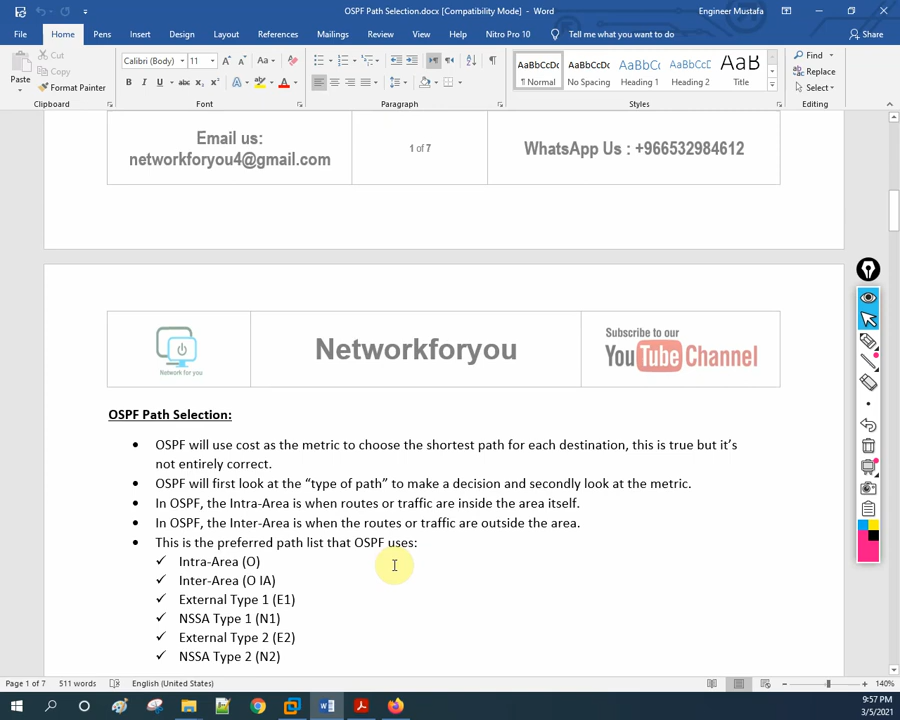 OSPF Path Selection.docx [Compatibility Mode] - Word
Engineer Mustafa
File Home Pens Insert Design Layout References Mailings Review View Help Nitro Pro 10 Tell me what you want to do Share
Paste
Cut
Copy
Format Painter
Clipboard
Calibri (Body) 11
Font
Paragraph
AaBbCcDc AaBbCcDc AaBbCc AaBbCcD AaB
¶ Normal No Spacing Heading 1 Heading 2 Title
Styles
Find
Replace
Select
Editing
Email us:
networkforyou4@gmail.com
1 of 7
WhatsApp Us : +966532984612
Network for you
Networkforyou
Subscribe to our
YouTube Channel
OSPF Path Selection:
• OSPF will use cost as the metric to choose the shortest path for each destination, this is true but it’s
not entirely correct.
• OSPF will first look at the “type of path” to make a decision and secondly look at the metric.
• In OSPF, the Intra-Area is when routes or traffic are inside the area itself.
• In OSPF, the Inter-Area is when the routes or traffic are outside the area.
• This is the preferred path list that OSPF uses:
✓ Intra-Area (O)
✓ Inter-Area (O IA)
✓ External Type 1 (E1)
✓ NSSA Type 1 (N1)
✓ External Type 2 (E2)
✓ NSSA Type 2 (N2)
Page 1 of 7 511 words English (United States) 140%
9:57 PM
3/5/2021